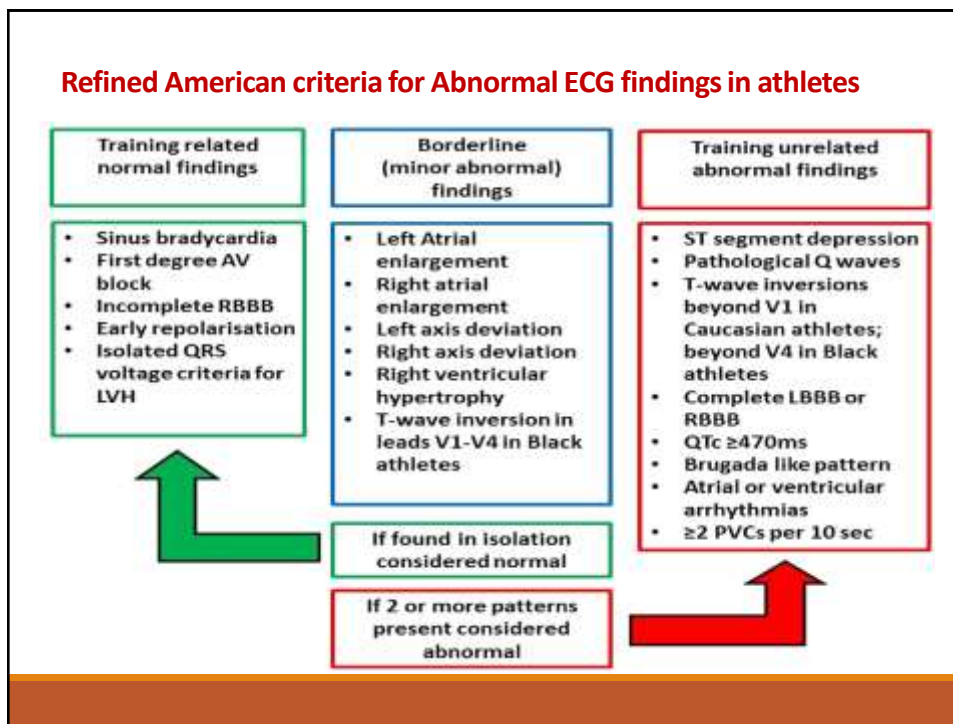 Refined American criteria for Abnormal ECG findings in athletes
Training related
normal findings
• Sinus bradycardia
• First degree AV
block
• Incomplete RBBB
• Early repolarisation
• Isolated QRS
voltage criteria for
LVH
Borderline
(minor abnormal)
findings
• Left Atrial
enlargement
• Right atrial
enlargement
• Left axis deviation
• Right axis deviation
• Right ventricular
hypertrophy
• T-wave inversion in
leads V1-V4 in Black
athletes
Training unrelated
abnormal findings
• ST segment depression
• Pathological Q waves
• T-wave inversions
beyond V1 in
Caucasian athletes;
beyond V4 in Black
athletes
• Complete LBBB or
RBBB
• QTc ≥470ms
• Brugada like pattern
• Atrial or ventricular
arrhythmias
• ≥2 PVCs per 10 sec
If found in isolation
considered normal
If 2 or more patterns
present considered
abnormal